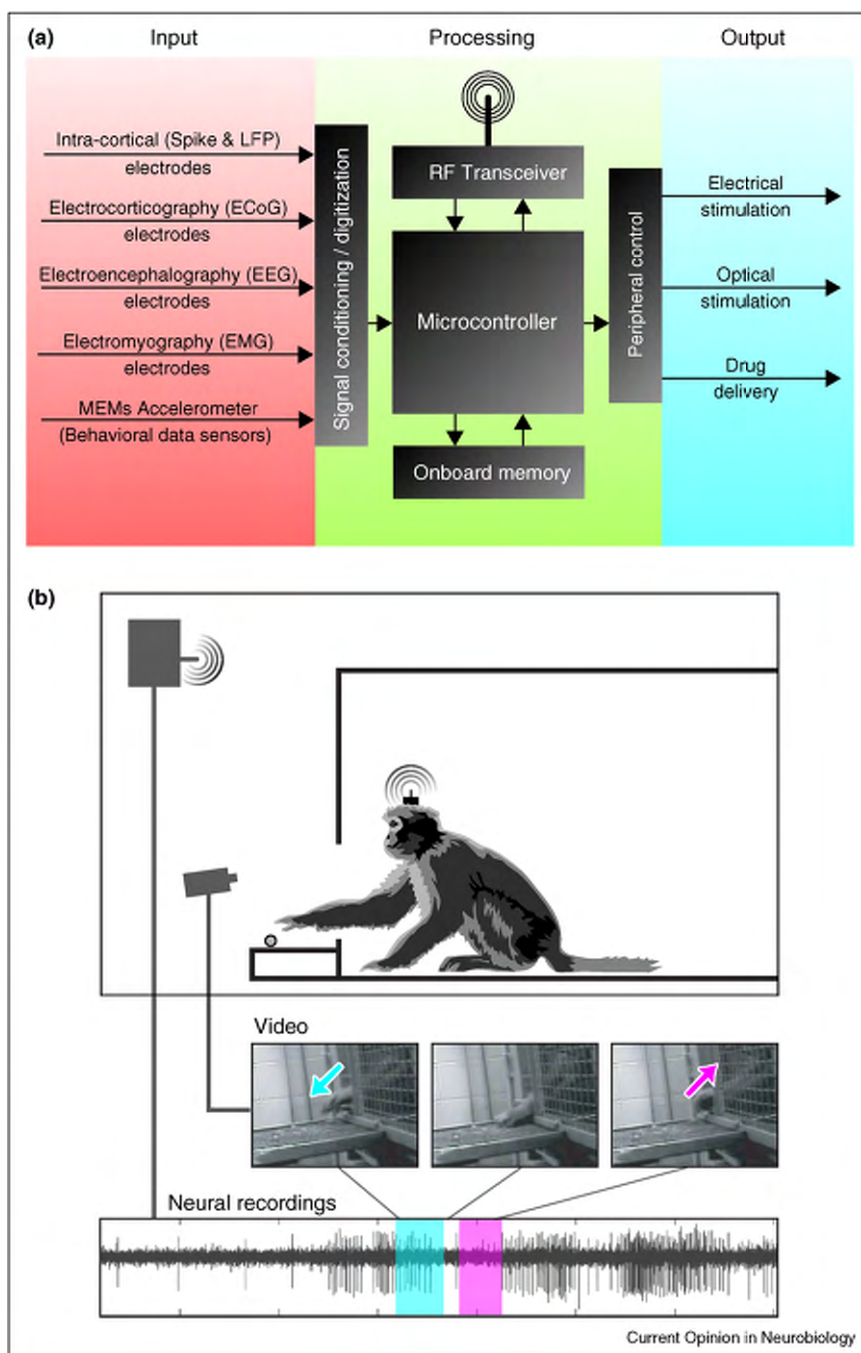 (a)
Input
Processing
Output
Intra-cortical (Spike & LFP)
electrodes
Electrocorticography (ECoG)
electrodes
Electroencephalography (EEG)
electrodes
Electromyography (EMG)
electrodes
MEMs Accelerometer
(Behavioral data sensors)
Signal conditioning / digitization
RF Transceiver
Microcontroller
Onboard memory
Peripheral control
Electrical
stimulation
Optical
stimulation
Drug
delivery
(b)
Video
Neural recordings
Current Opinion in Neurobiology